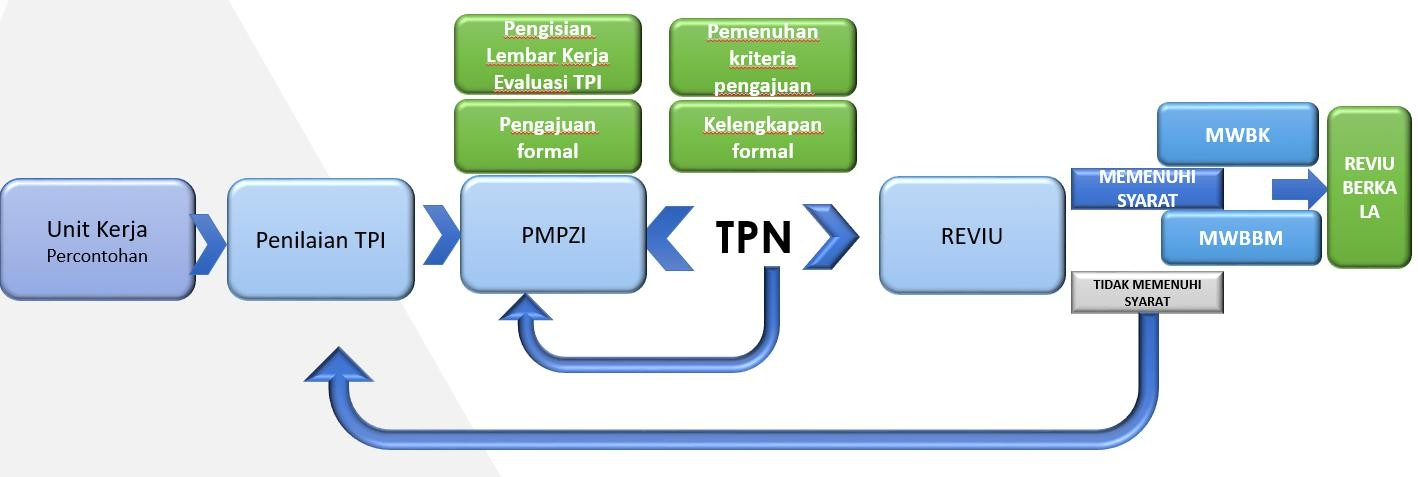 Pengisian
Lembar Kerja
Evaluasi TPI
Pemenuhan
kriteria
pengajuan
Pengajuan
formal
Kelengkapan
formal
Unit Kerja
Percontohan
Penilaian TPI
PMPZI
TPN
REVIU
MWBK
MEMENUHI
SYARAT
MWBBM
TIDAK MEMENUHI
SYARAT
REVIU
BERKA
LA